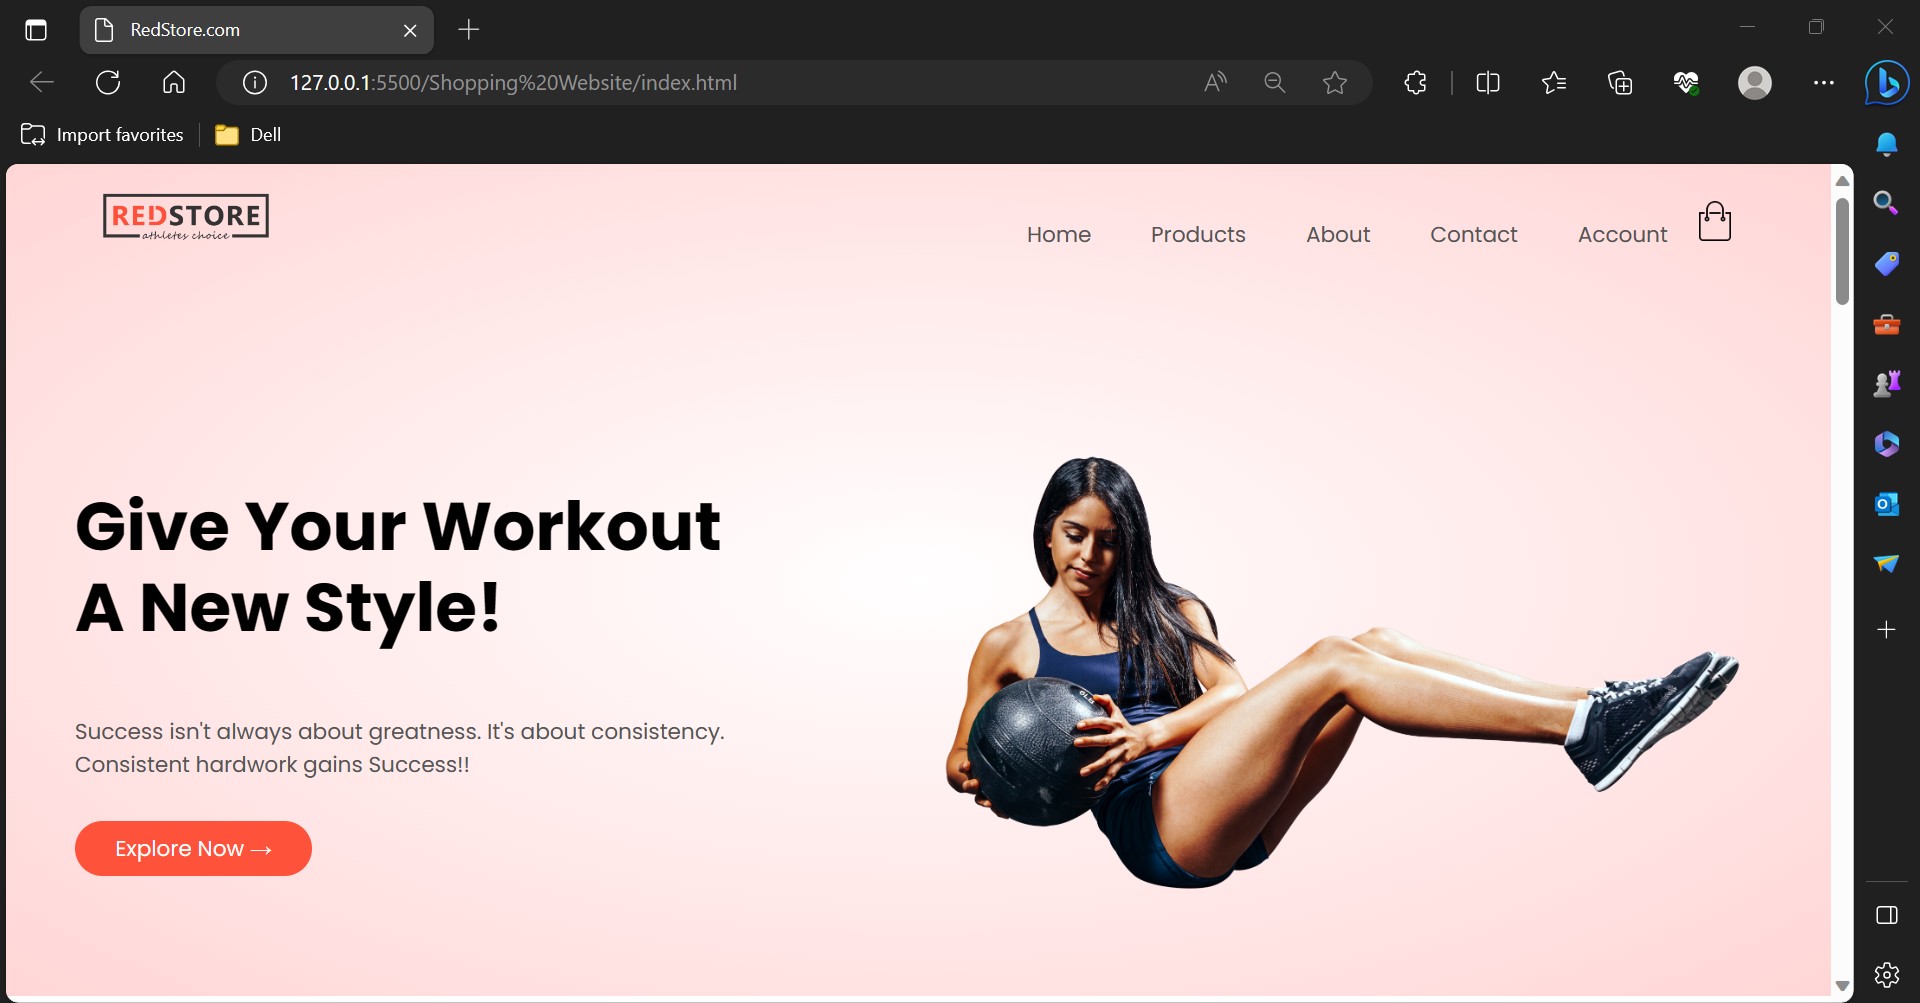 RedStore.com
127.0.0.1:5500/Shopping%20Website/index.html
Import favorites
Dell
REDSTORE
athletes choice
Home Products About Contact Account
Give Your Workout
A New Style!
Success isn't always about greatness. It's about consistency.
Consistent hardwork gains Success!!
Explore Now →